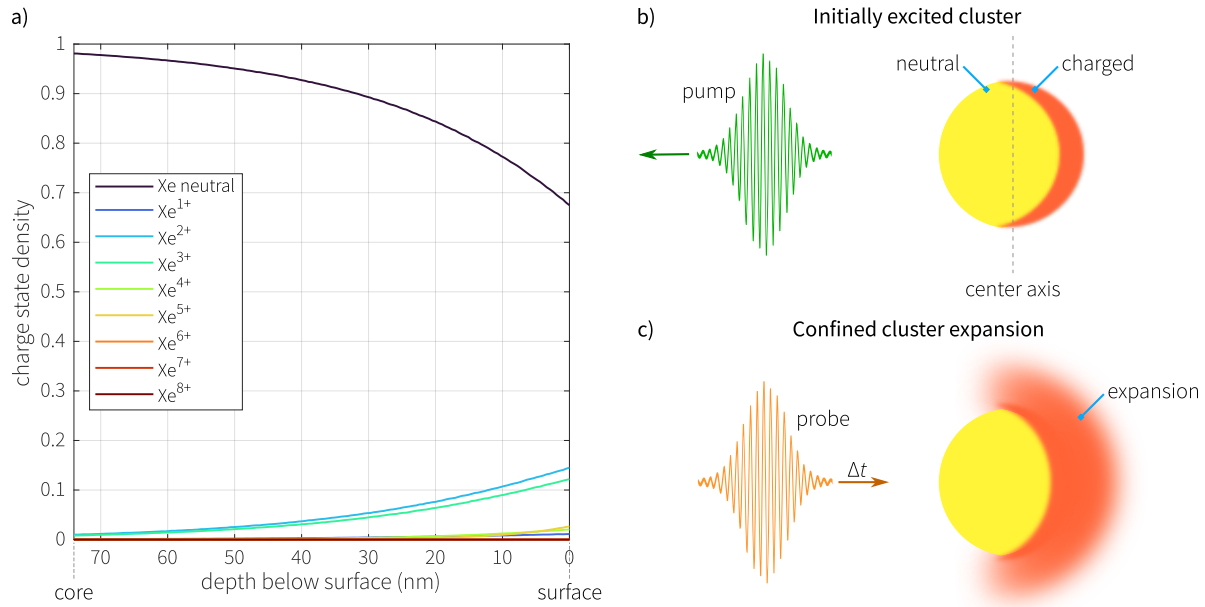 a)
1
0.9
0.8
0.7
0.6
0.5
0.4
0.3
0.2
0.1
0
charge state density
Xe neutral
Xe1+
Xe2+
Xe3+
Xe4+
Xe5+
Xe6+
Xe7+
Xe8+
70 60 50 40 30 20 10 0
depth below surface (nm)
core
surface
b)
Initially excited cluster
neutral
charged
pump
center axis
c)
Confined cluster expansion
expansion
probe
Δt